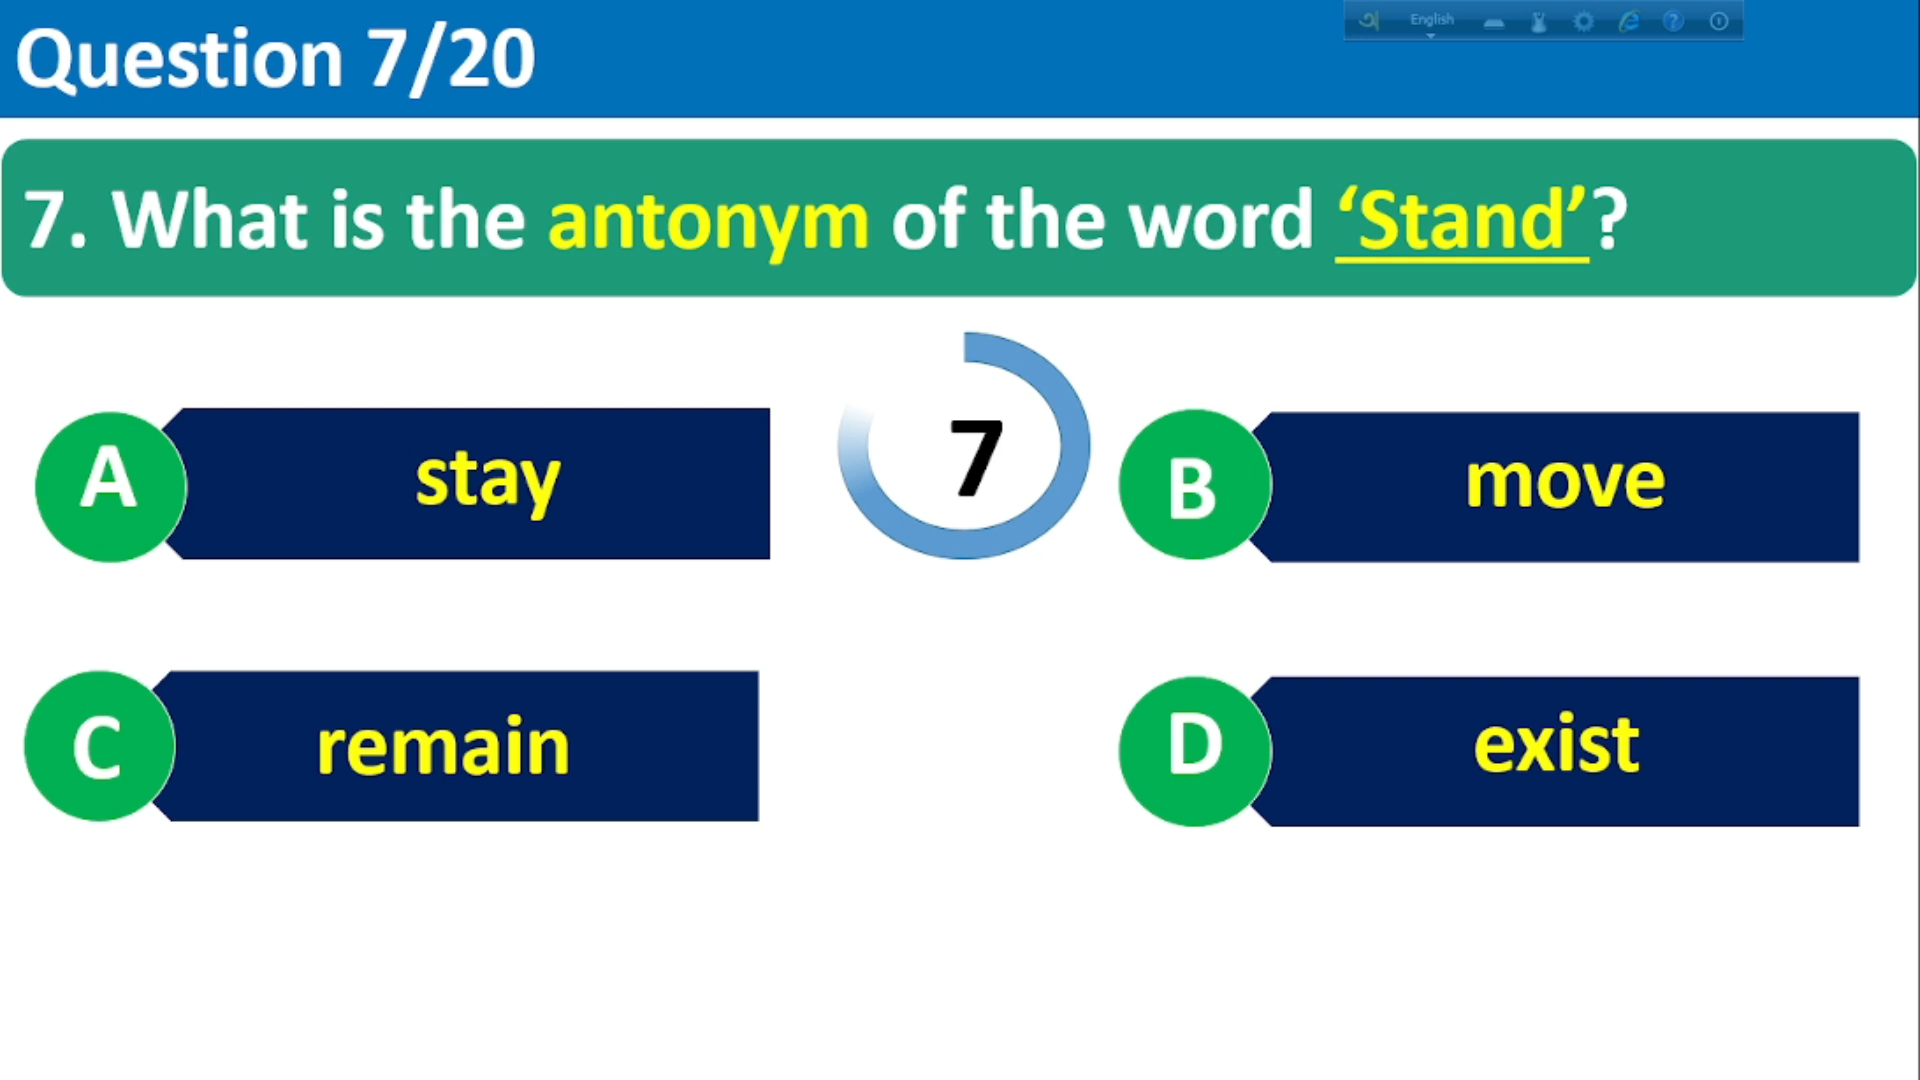 Question 7/20
অ English
7. What is the antonym of the word ‘Stand’?
A stay
7
B move
C remain
D exist